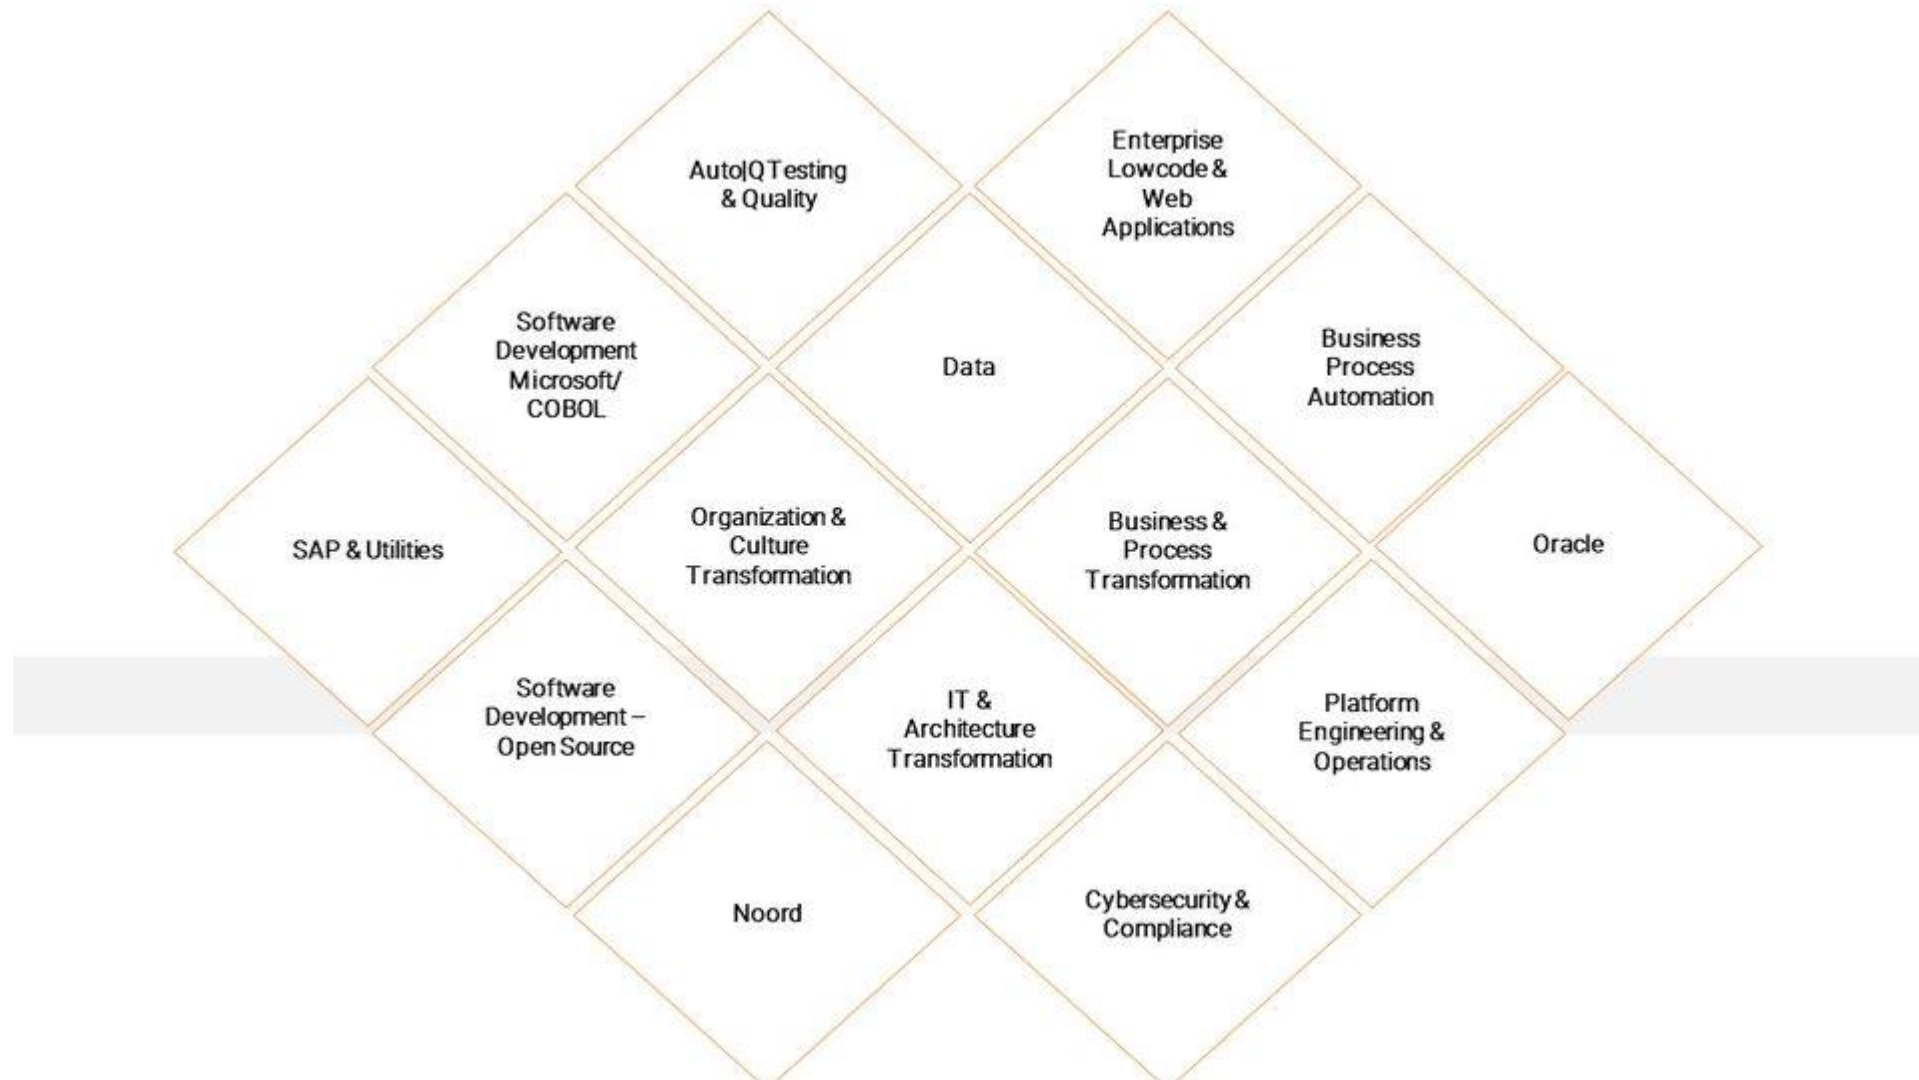 Auto|Q Testing
& Quality
Enterprise
Lowcode &
Web
Applications
Software
Development
Microsoft/
COBOL
Data
Business
Process
Automation
SAP & Utilities
Organization &
Culture
Transformation
Business &
Process
Transformation
Oracle
Software
Development –
Open Source
IT &
Architecture
Transformation
Platform
Engineering &
Operations
Noord
Cybersecurity &
Compliance